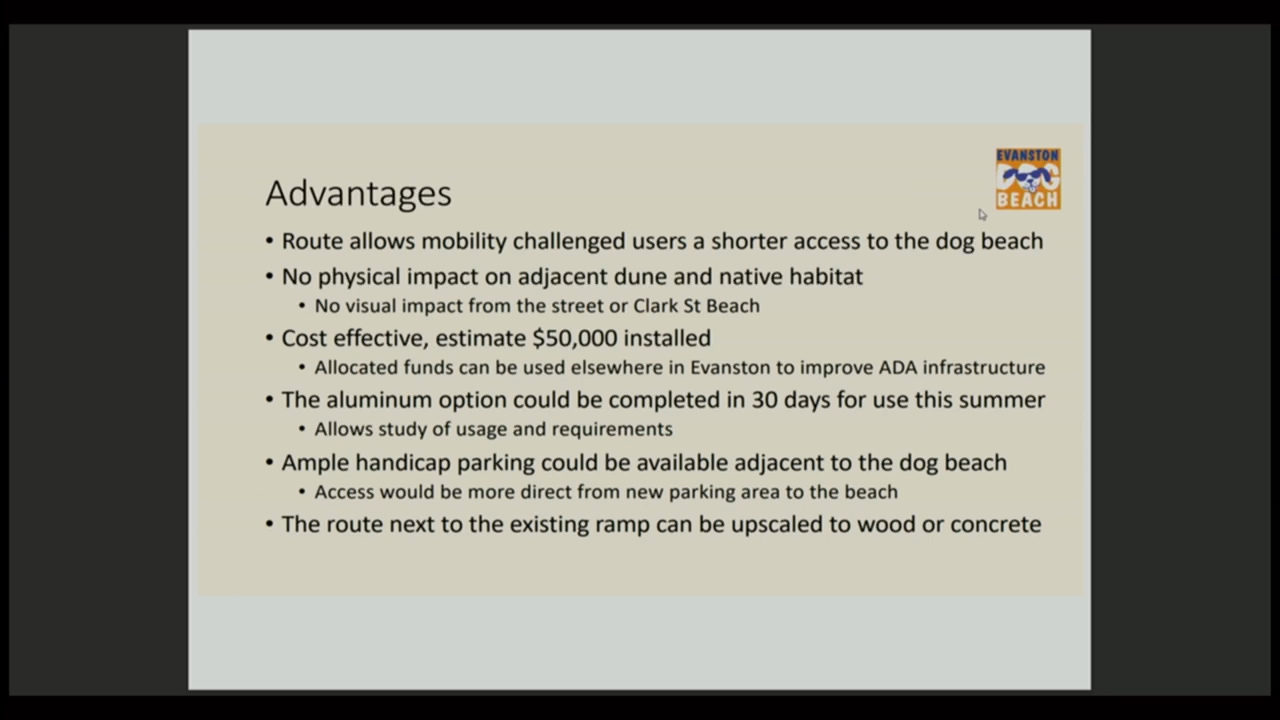 EVANSTON
DOG
BEACH
Advantages
• Route allows mobility challenged users a shorter access to the dog beach
• No physical impact on adjacent dune and native habitat
• No visual impact from the street or Clark St Beach
• Cost effective, estimate $50,000 installed
• Allocated funds can be used elsewhere in Evanston to improve ADA infrastructure
• The aluminum option could be completed in 30 days for use this summer
• Allows study of usage and requirements
• Ample handicap parking could be available adjacent to the dog beach
• Access would be more direct from new parking area to the beach
• The route next to the existing ramp can be upscaled to wood or concrete